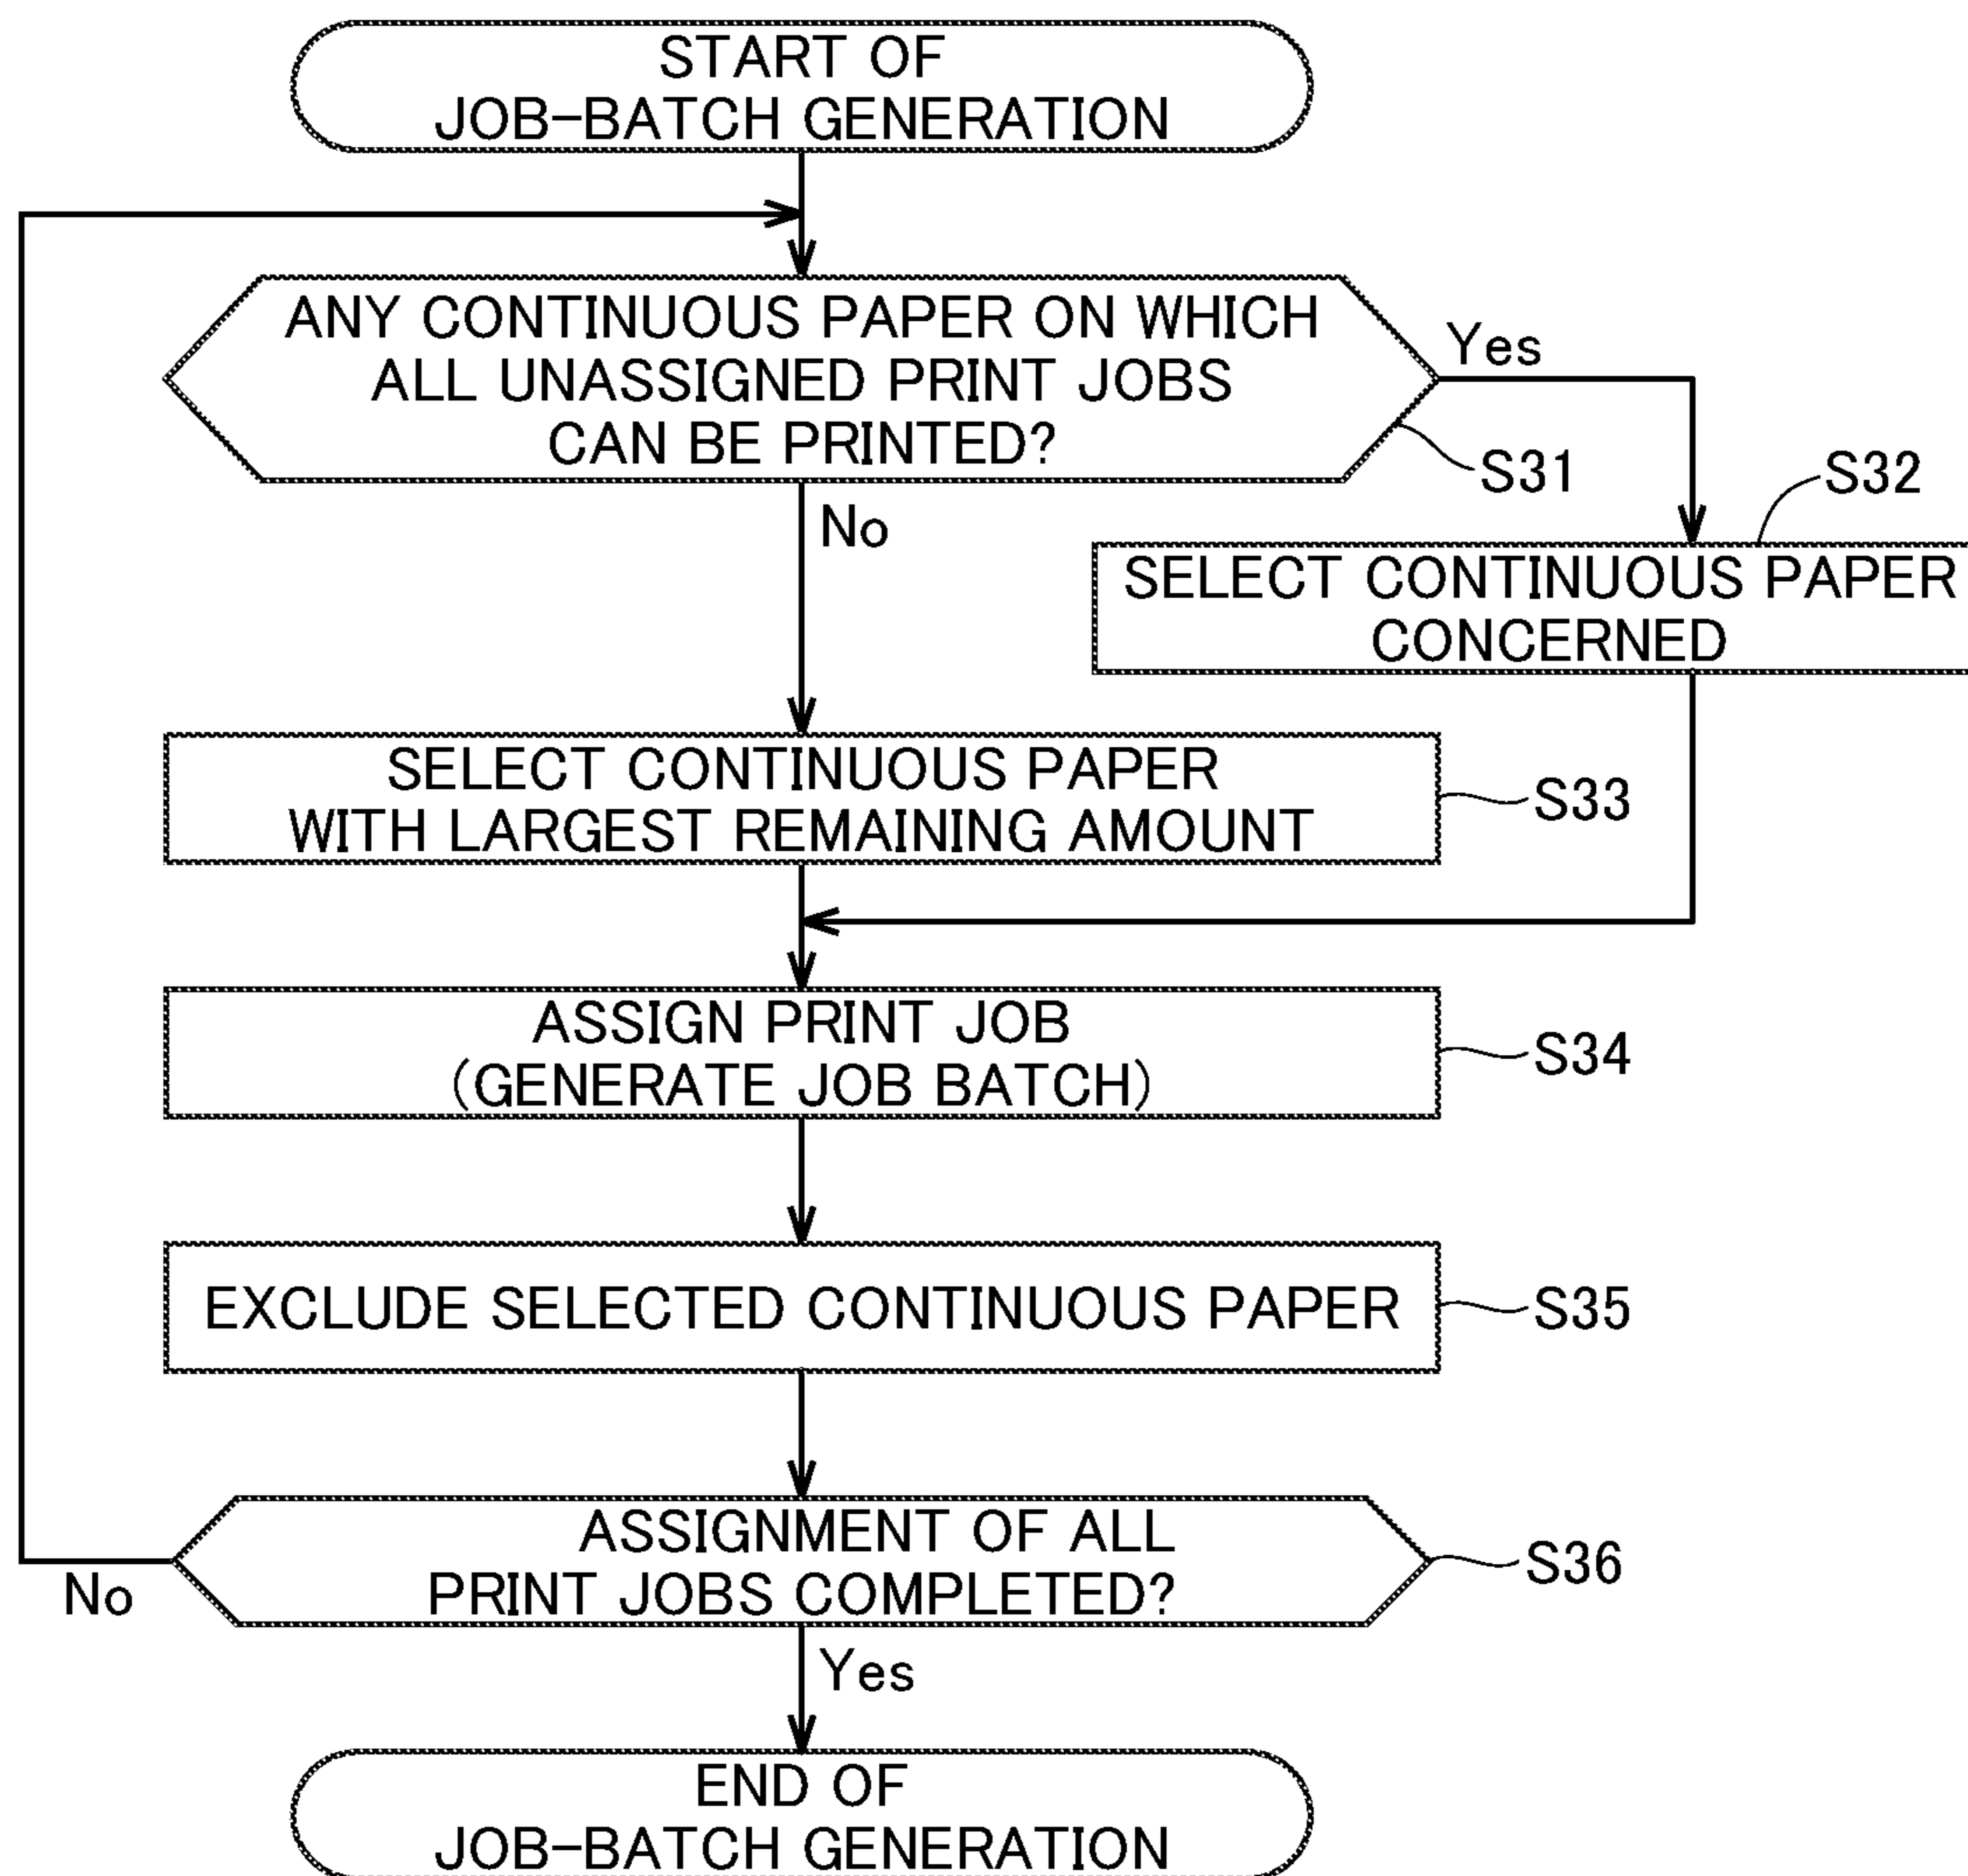 START OF
JOB-BATCH GENERATION
ANY CONTINUOUS PAPER ON WHICH
ALL UNASSIGNED PRINT JOBS
CAN BE PRINTED?
Yes
S31
S32
No
SELECT CONTINUOUS PAPER
CONCERNED
SELECT CONTINUOUS PAPER
WITH LARGEST REMAINING AMOUNT
S33
ASSIGN PRINT JOB
(GENERATE JOB BATCH)
S34
EXCLUDE SELECTED CONTINUOUS PAPER
S35
ASSIGNMENT OF ALL
PRINT JOBS COMPLETED?
S36
No
Yes
END OF
JOB-BATCH GENERATION